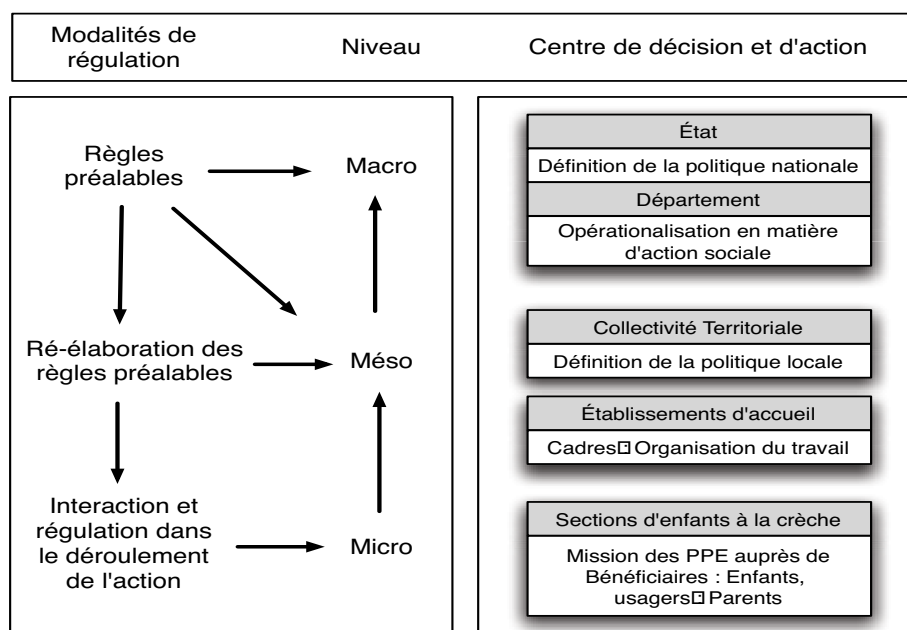 Modalités de
régulation
Niveau
Centre de décision et d'action
Règles
préalables
Macro
Ré-élaboration des
règles préalables
Méso
Interaction et
régulation dans
le déroulement
de l'action
Micro
État
Définition de la politique nationale
Département
Opérationalisation en matière
d'action sociale
Collectivité Territoriale
Définition de la politique locale
Établissements d'accueil
Cadres⍰ Organisation du travail
Sections d'enfants à la crèche
Mission des PPE auprès de
Bénéficiaires : Enfants,
usagers⍰ Parents